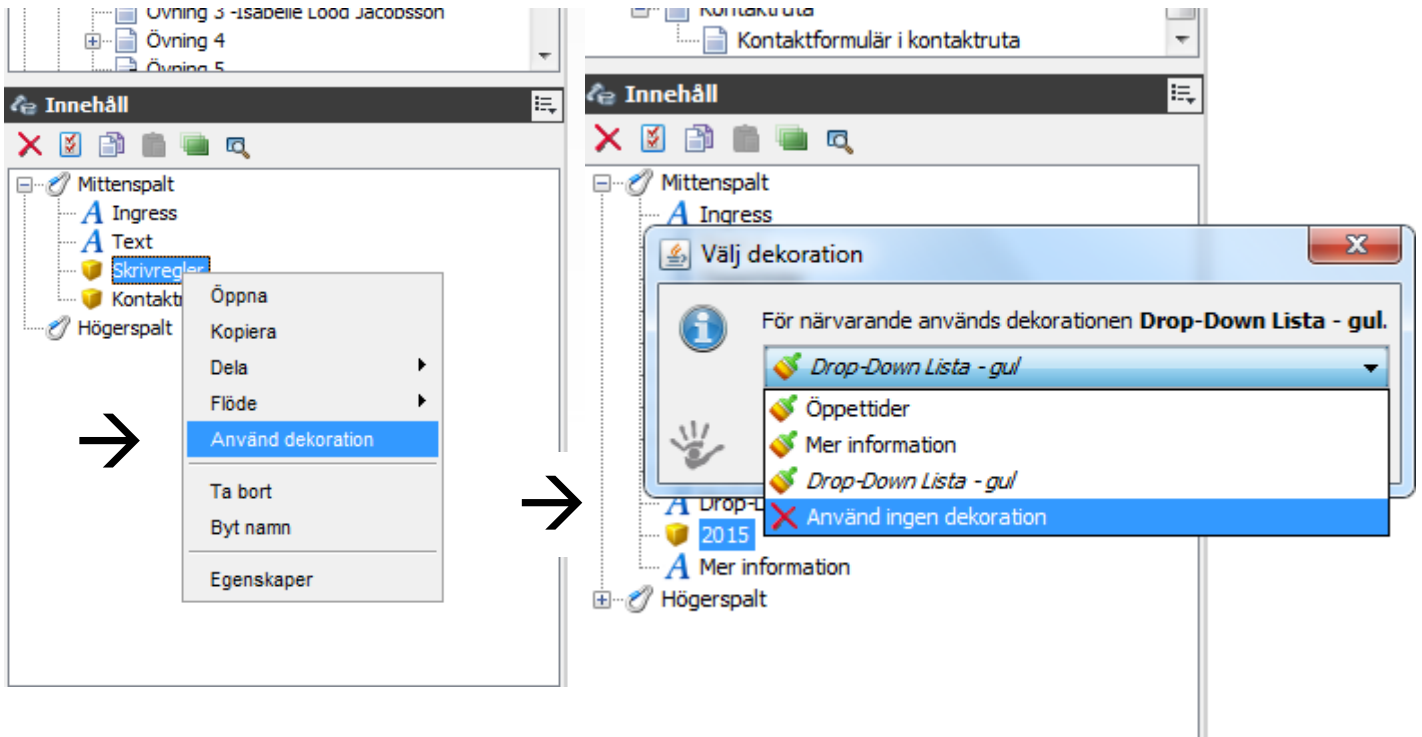 Övning 3 -Isabelle Lööd Jacobsson
Övning 4
Övning 5
Innehåll
Mittenspalt
Ingress
Text
Skrivregler
Kontaktr
Högerspalt
Öppna
Kopiera
Dela
Flöde
Använd dekoration
Ta bort
Byt namn
Egenskaper
Kontaktruta
Kontaktformulär i kontaktruta
Innehåll
Mittenspalt
Ingress
Välj dekoration
För närvarande används dekorationen Drop-Down Lista - gul.
Drop-Down Lista - gul
Öppettider
Mer information
Drop-Down Lista - gul
Använd ingen dekoration
Drop-D
2015
Mer information
Högerspalt